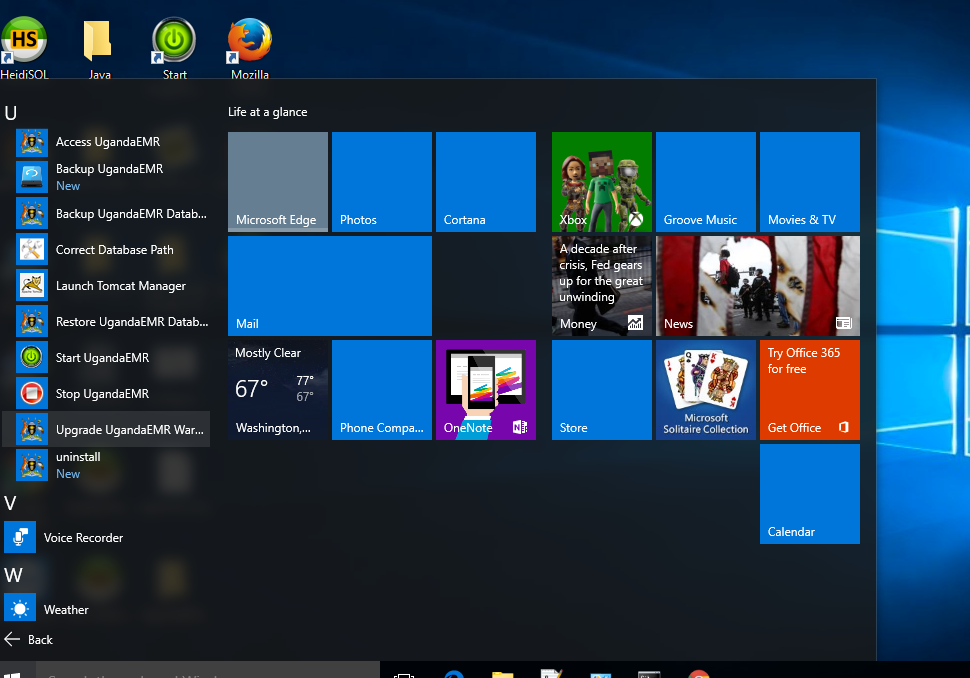 HS
HeidiSQL
Java
Start
Mozilla
U
Access UgandaEMR
Backup UgandaEMR
New
Backup UgandaEMR Datab...
Correct Database Path
Launch Tomcat Manager
Restore UgandaEMR Datab...
Start UgandaEMR
Stop UgandaEMR
Upgrade UgandaEMR War...
uninstall
New
V
Voice Recorder
W
Weather
Back
Life at a glance
Microsoft Edge
Photos
Cortana
Mail
Mostly Clear
67°
77°
67°
Washington,...
Phone Compa...
OneNote
Xbox
Groove Music
Movies & TV
A decade after
crisis, Fed gears
up for the great
unwinding
Money
News
Store
Microsoft
Solitaire Collection
Try Office 365
for free
Get Office
Calendar